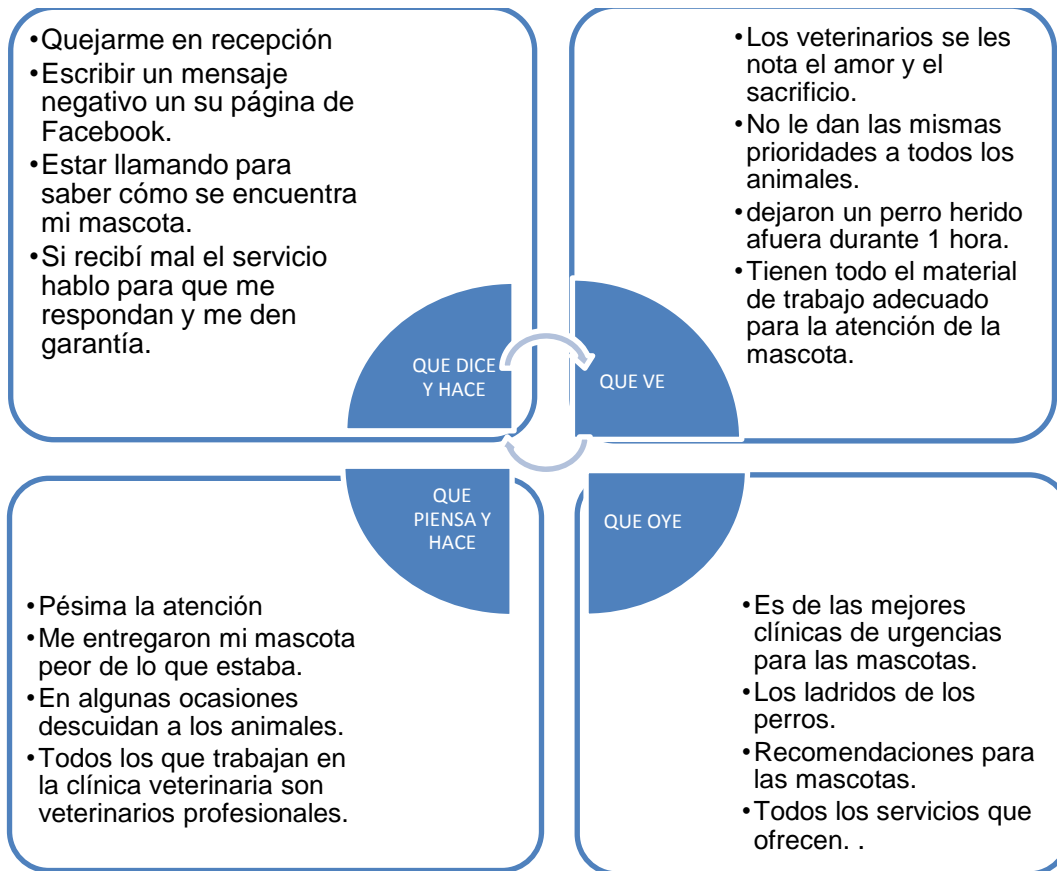 •Quejarme en recepción
•Escribir un mensaje
negativo un su página de
Facebook.
•Estar llamando para
saber cómo se encuentra
mi mascota.
•Si recibí mal el servicio
hablo para que me
respondan y me den
garantía.
QUE DICE
Y HACE
•Los veterinarios se les
nota el amor y el
sacrificio.
•No le dan las mismas
prioridades a todos los
animales.
•dejaron un perro herido
afuera durante 1 hora.
•Tienen todo el material
de trabajo adecuado
para la atención de la
mascota.
QUE VE
QUE
PIENSA Y
HACE
•Pésima la atención
•Me entregaron mi mascota
peor de lo que estaba.
•En algunas ocasiones
descuidan a los animales.
•Todos los que trabajan en
la clínica veterinaria son
veterinarios profesionales.
QUE OYE
•Es de las mejores
clínicas de urgencias
para las mascotas.
•Los ladridos de los
perros.
•Recomendaciones para
las mascotas.
•Todos los servicios que
ofrecen. .